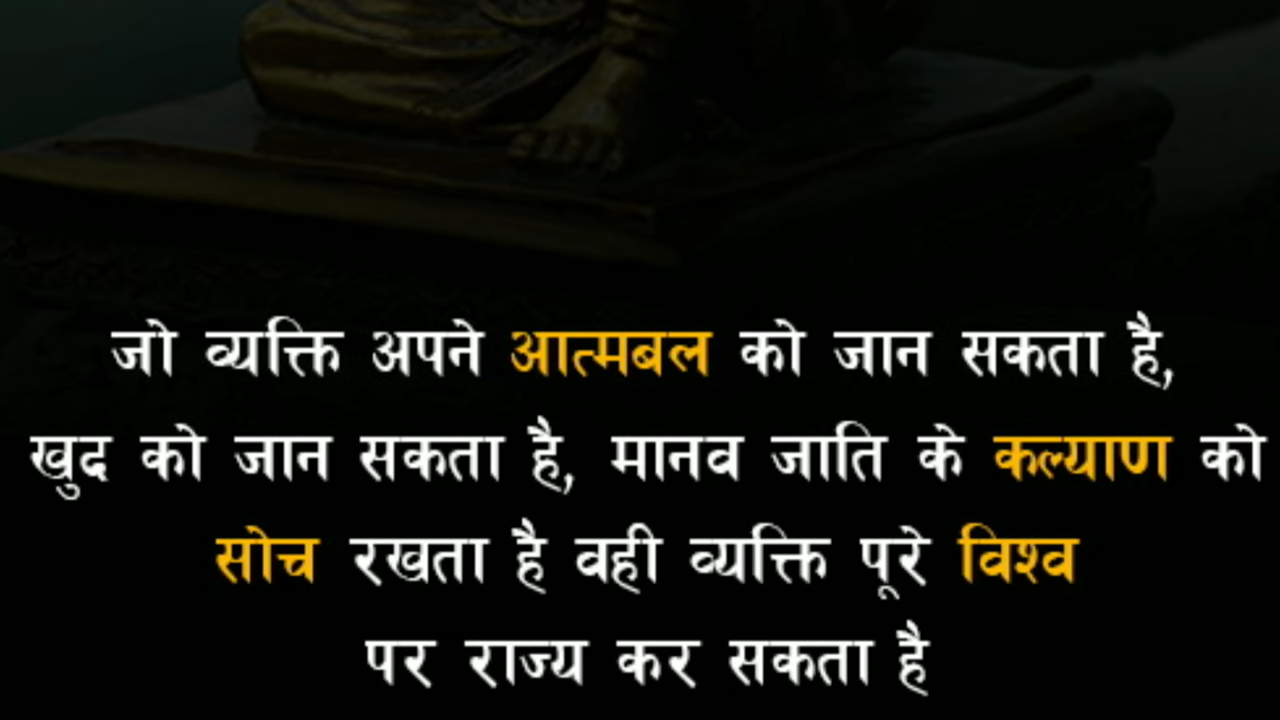 जो व्यक्ति अपने आत्मबल को जान सकता है,
खुद को जान सकता है, मानव जाति के कल्याण को
सोच रखता है वही व्यक्ति पूरे विश्व
पर राज्य कर सकता है